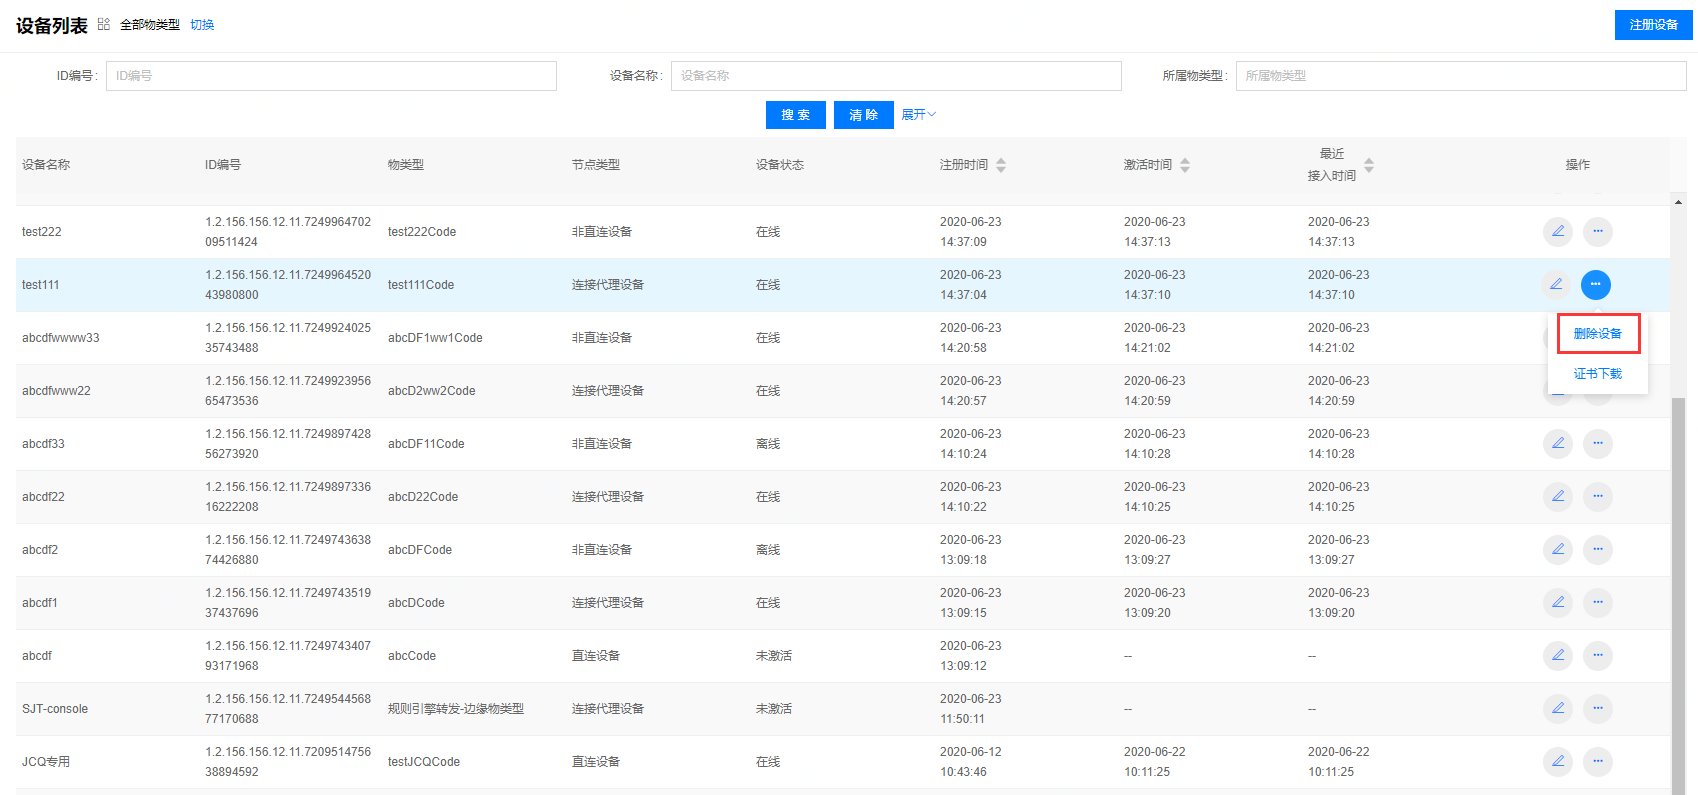 设备列表 全部物类型 切换 注册设备
ID编号: ID编号 设备名称: 设备名称 所属物类型: 所属物类型
搜 索 清 除 展开
设备名称 ID编号 物类型 节点类型 设备状态 注册时间 激活时间 最近 操作
接入时间
test222 1.2.156.156.12.11.7249964702 test222Code 非直连设备 在线 2020-06-23 2020-06-23 2020-06-23
09511424 14:37:09 14:37:13 14:37:13
test111 1.2.156.156.12.11.7249964520 test111Code 连接代理设备 在线 2020-06-23 2020-06-23 2020-06-23
43980800 14:37:04 14:37:10 14:37:10
abcdfwwww33 1.2.156.156.12.11.7249924025 abcDF1ww1Code 非直连设备 在线 2020-06-23 2020-06-23 2020-06-23 删除设备
35743488 14:20:58 14:21:02 14:21:02
证书下载
abcdfwww22 1.2.156.156.12.11.7249923956 abcD2ww2Code 连接代理设备 在线 2020-06-23 2020-06-23 2020-06-23
65473536 14:20:57 14:20:59 14:20:59
abcdf33 1.2.156.156.12.11.7249897428 abcDF11Code 非直连设备 离线 2020-06-23 2020-06-23 2020-06-23
56273920 14:10:24 14:10:28 14:10:28
abcdf22 1.2.156.156.12.11.7249897336 abcD22Code 连接代理设备 在线 2020-06-23 2020-06-23 2020-06-23
16222208 14:10:22 14:10:25 14:10:25
abcdf2 1.2.156.156.12.11.7249743638 abcDFCode 非直连设备 离线 2020-06-23 2020-06-23 2020-06-23
74426880 13:09:18 13:09:27 13:09:27
abcdf1 1.2.156.156.12.11.7249743519 abcDCode 连接代理设备 在线 2020-06-23 2020-06-23 2020-06-23
37437696 13:09:15 13:09:20 13:09:20
abcdf 1.2.156.156.12.11.7249743407 abcCode 直连设备 未激活 2020-06-23 -- --
93171968 13:09:12
SJT-console 1.2.156.156.12.11.7249544568 规则引擎转发-边缘物类型 连接代理设备 未激活 2020-06-23 -- --
77170688 11:50:11
JCQ专用 1.2.156.156.12.11.7209514756 testJCQCode 直连设备 在线 2020-06-12 2020-06-22 2020-06-22
38894592 10:43:46 10:11:25 10:11:25